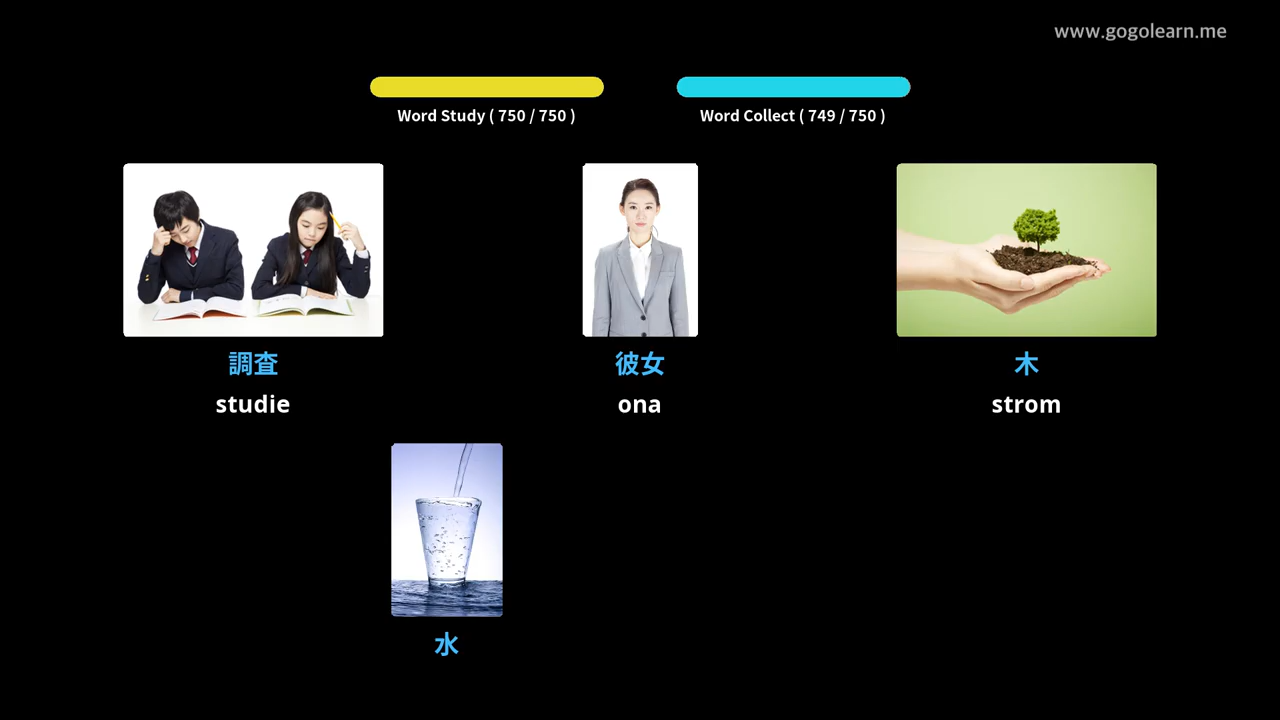 www.gogolearn.me
Word Study ( 750 / 750 )
Word Collect ( 749 / 750 )
調査
studie
彼女
ona
木
strom
水